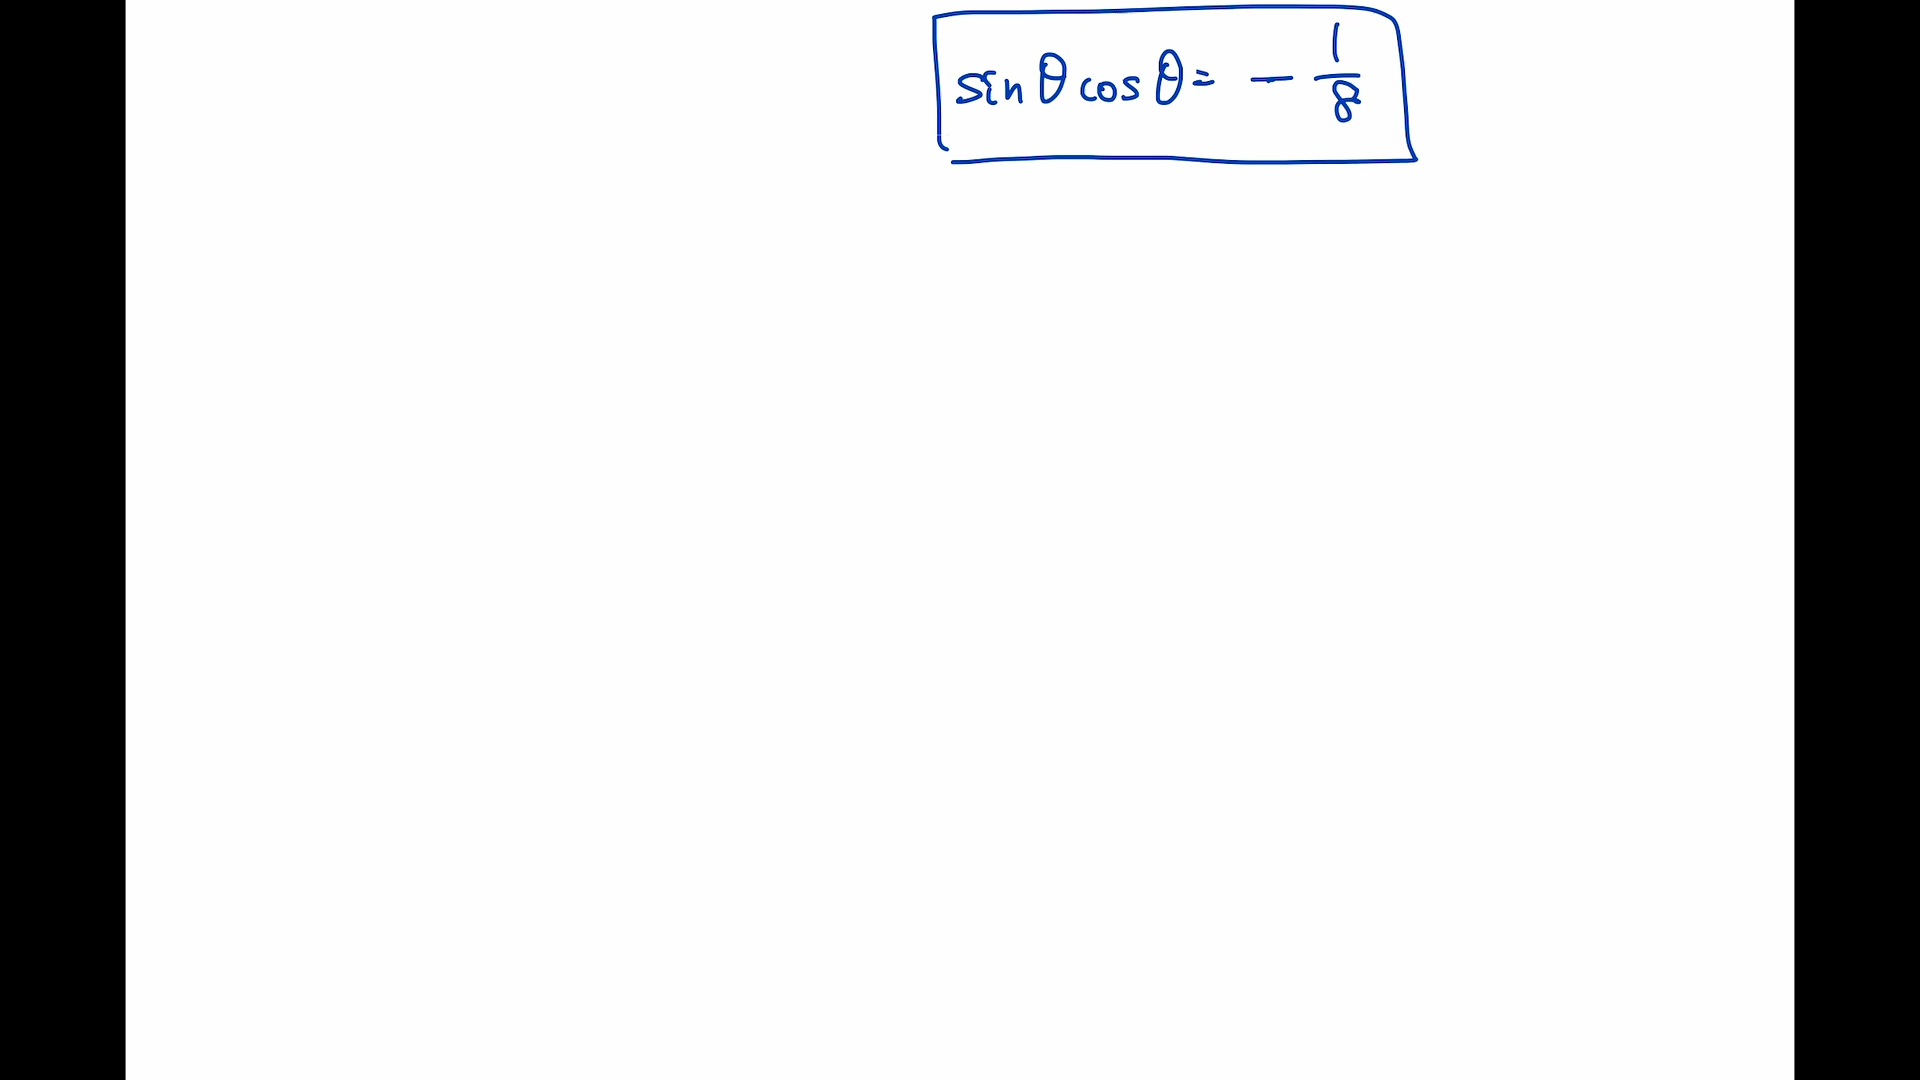 sinθ cosθ = - 1/8